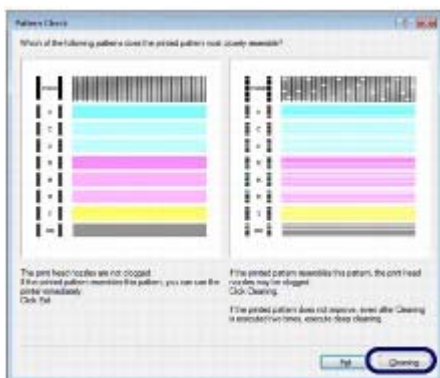 Pattern Check
Which of the following patterns does the printed pattern most closely resemble?
C
C
The print head nozzles are not clogged.
If the printed pattern resembles this pattern, you can use the
printer immediately.
Click Exit.
If the printed pattern resembles this pattern, the print head
nozzles may be clogged.
Click Cleaning.
If the printed pattern does not improve, even after Cleaning
is executed two times, execute deep cleaning.
Exit
Cleaning